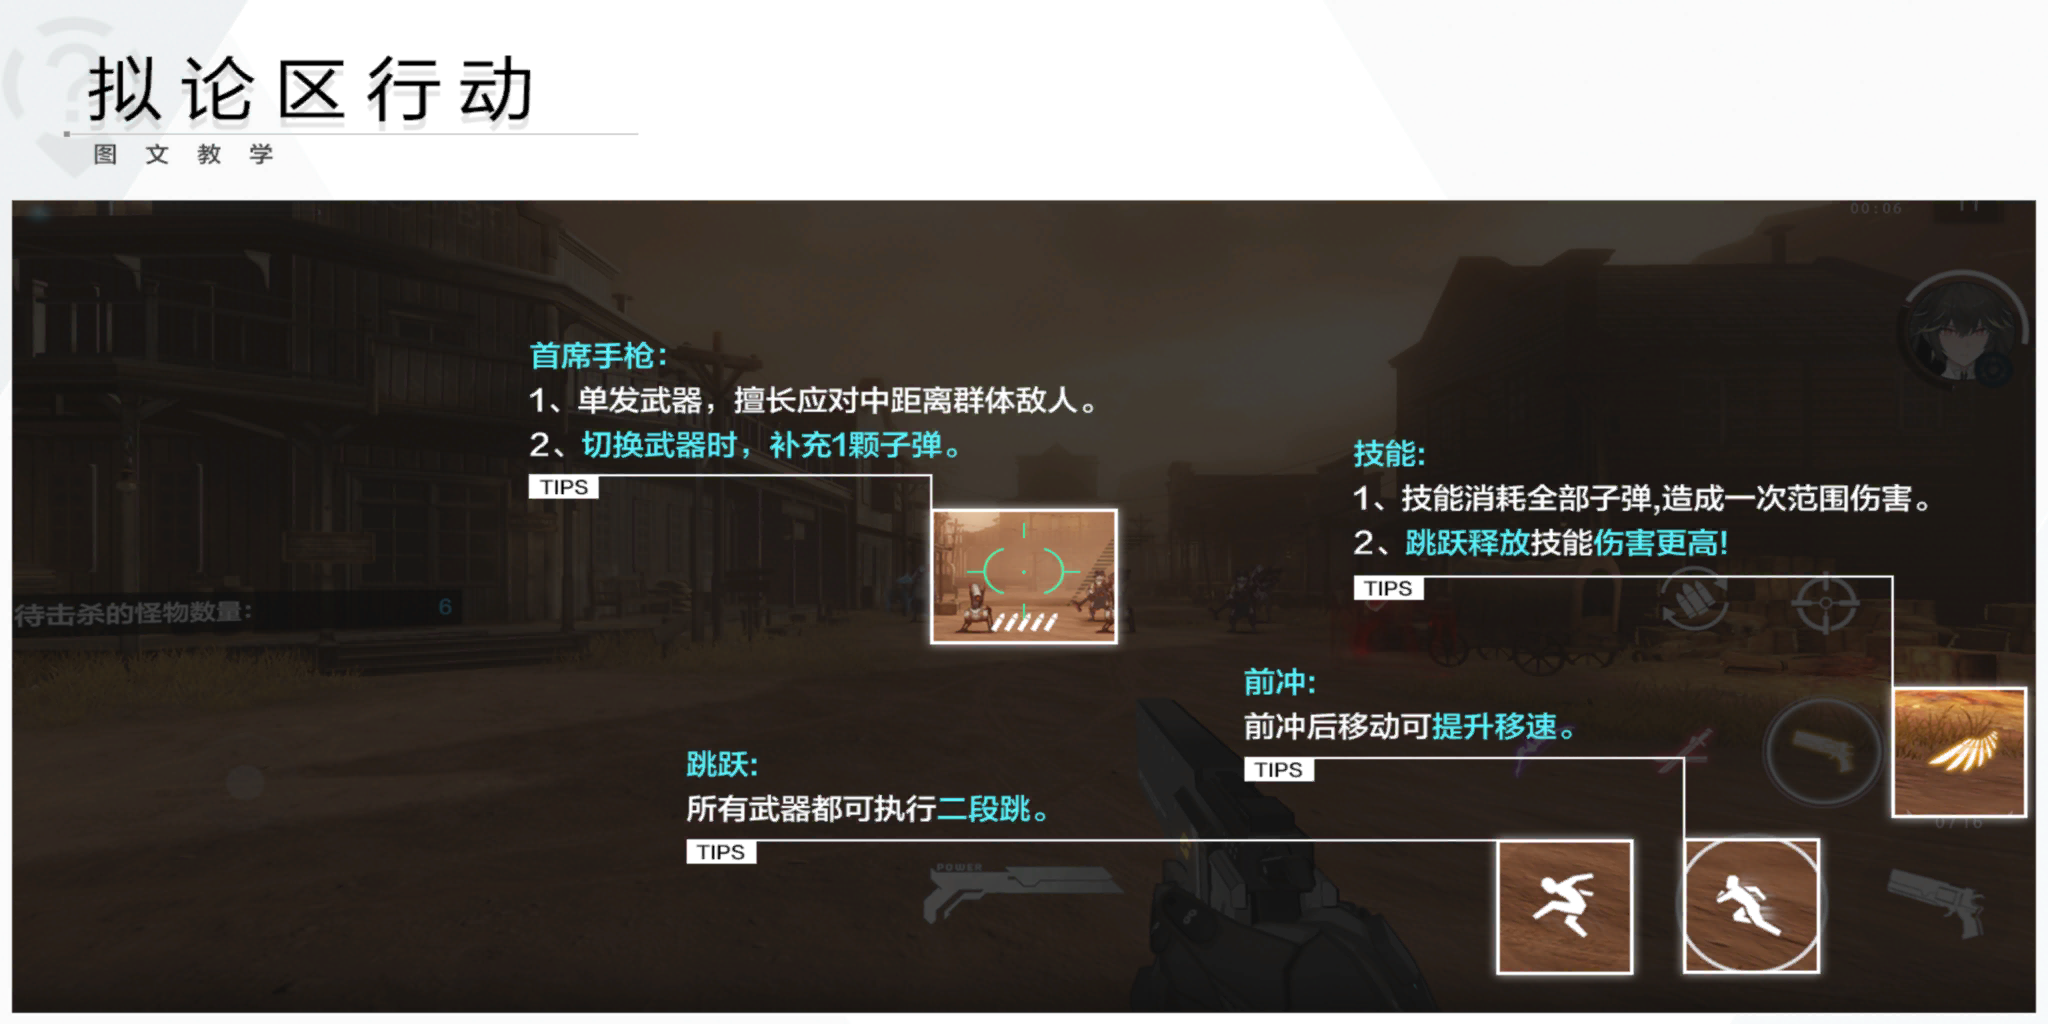 拟论区行动
图文教学
00:06
首席手枪：
1、单发武器，擅长应对中距离群体敌人。
2、切换武器时，补充1颗子弹。
TIPS
技能:
1、技能消耗全部子弹,造成一次范围伤害。
2、跳跃释放技能伤害更高!
TIPS
待击杀的怪物数量: 6
前冲:
前冲后移动可提升移速。
TIPS
跳跃:
所有武器都可执行二段跳。
TIPS
POWER